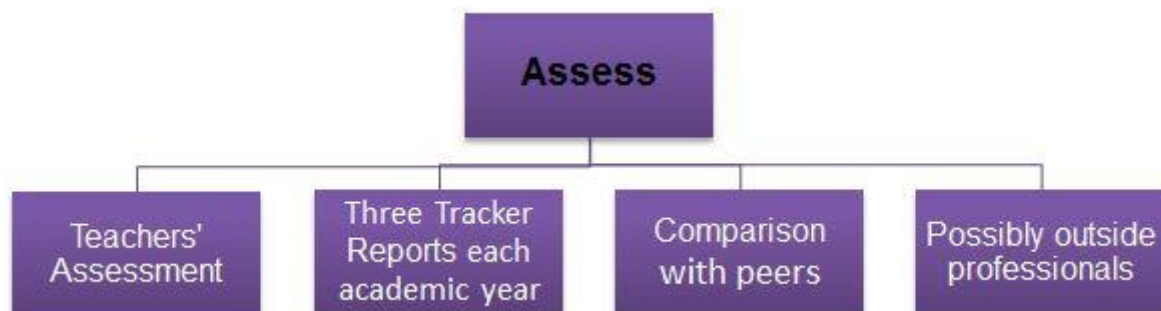 Assess
Teachers'
Assessment
Three Tracker
Reports each
academic year
Comparison
with peers
Possibly outside
professionals